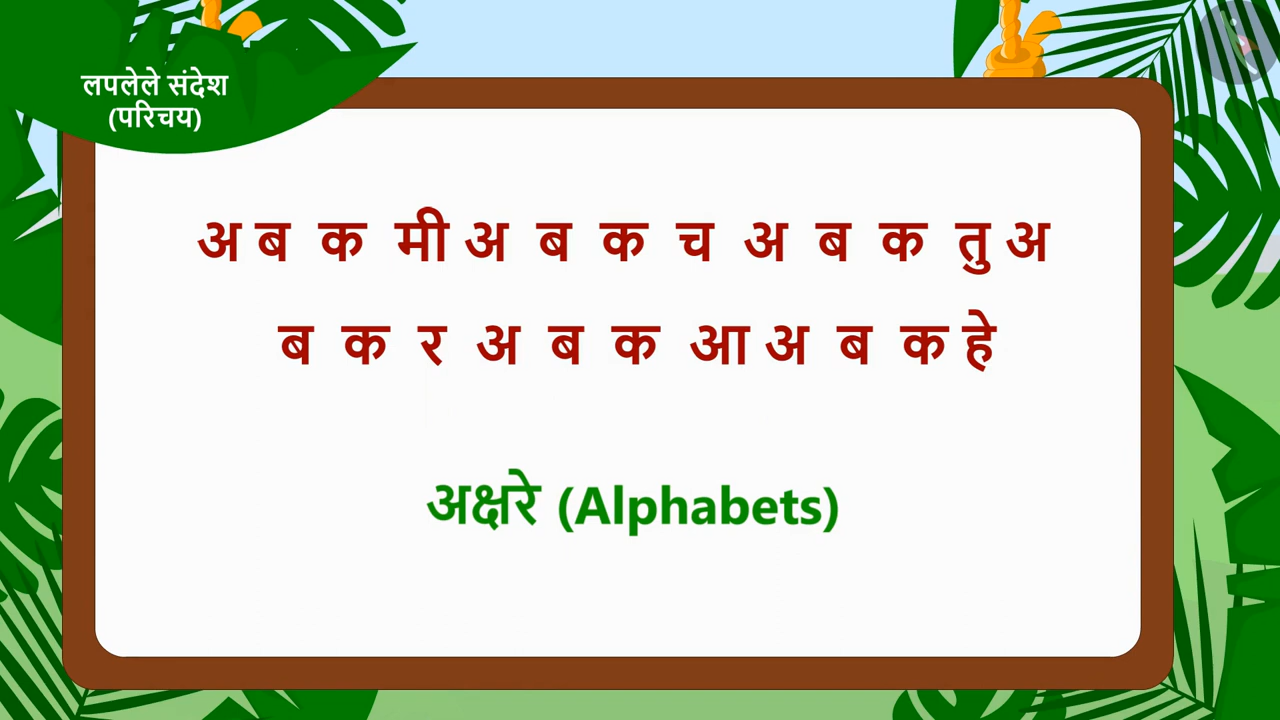 लपलेले संदेश
(परिचय)
अ ब क मी अ ब क च अ ब क तु अ
ब क र अ ब क आ अ ब क हे
अक्षरे (Alphabets)